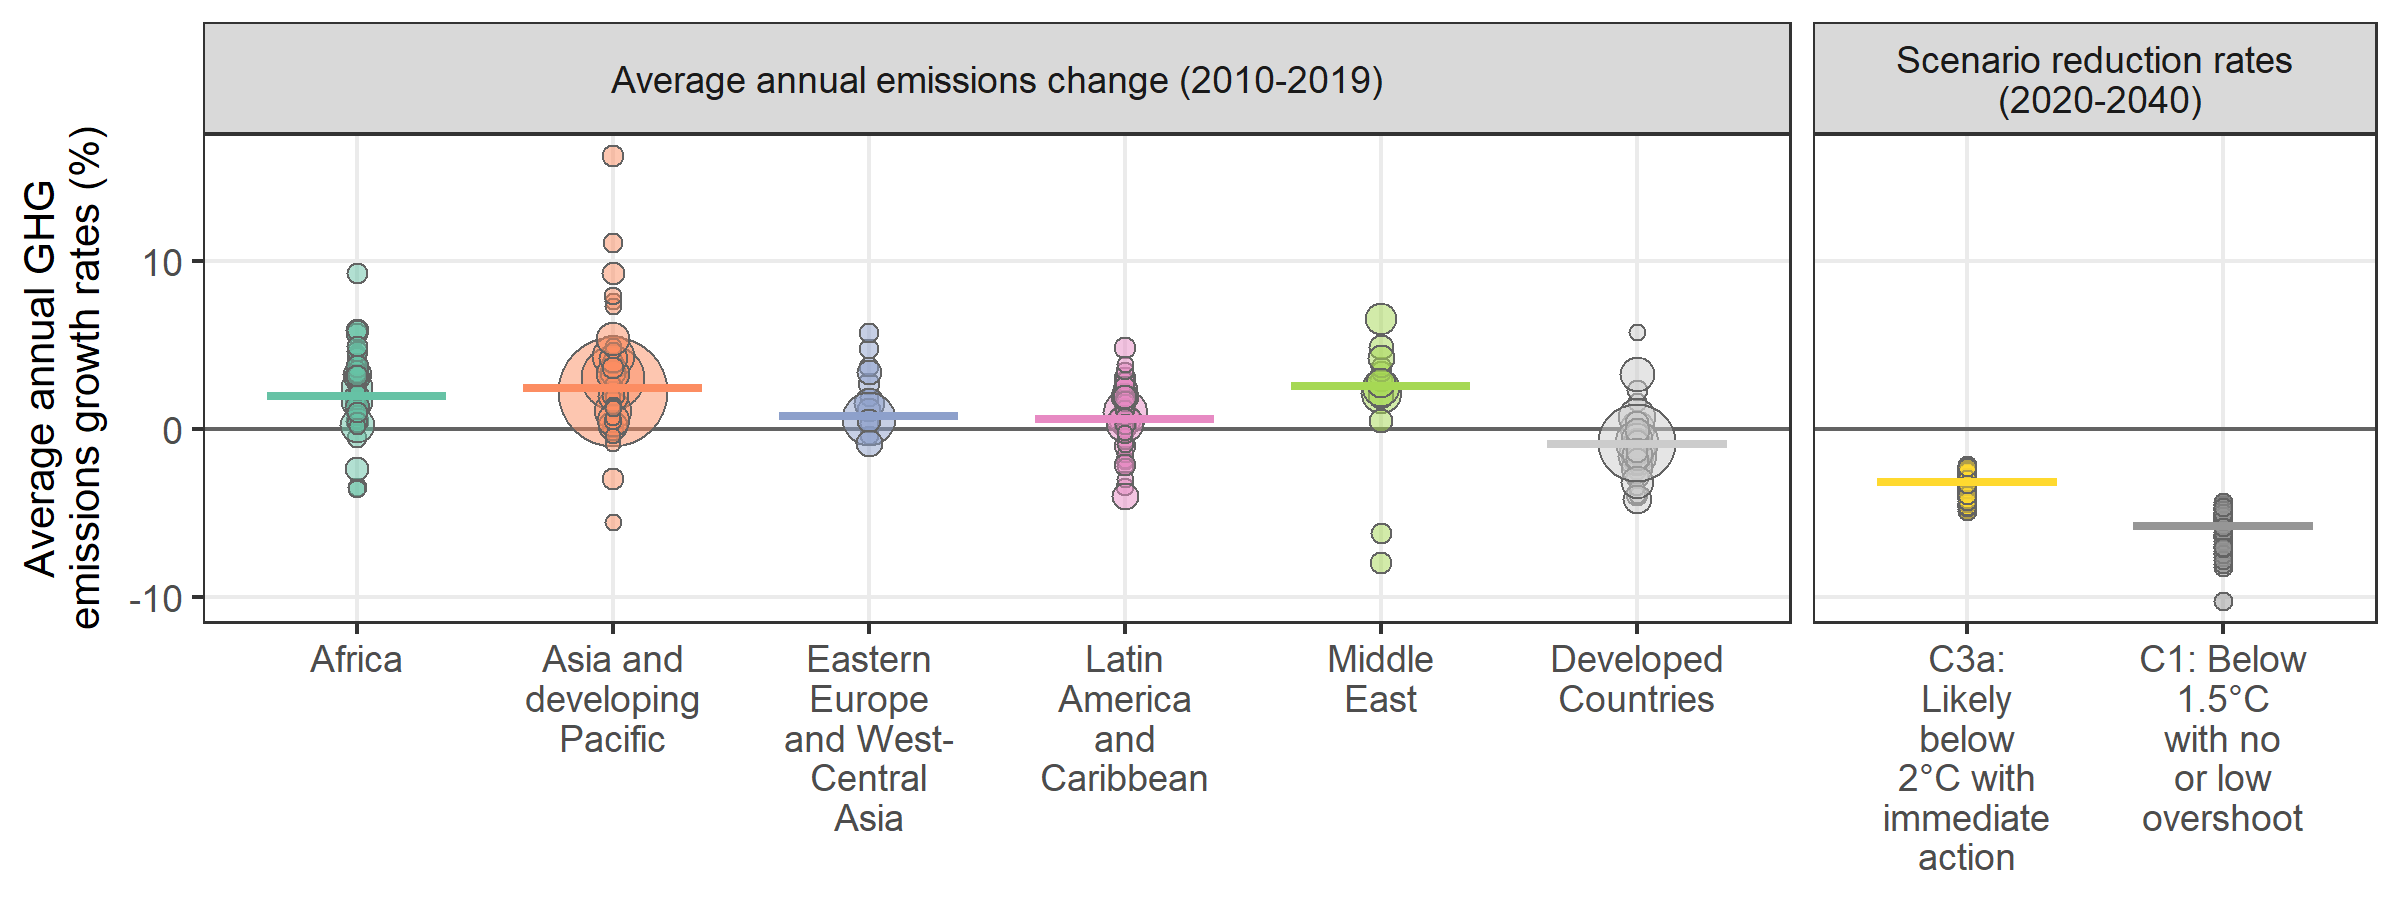 Average annual emissions change (2010-2019)
Scenario reduction rates
(2020-2040)
Average annual GHG
emissions growth rates (%)
10
0
-10
Africa
Asia and
developing
Pacific
Eastern
Europe
and West-
Central
Asia
Latin
America
and
Caribbean
Middle
East
Developed
Countries
C3a:
Likely
below
2°C with
immediate
action
C1: Below
1.5°C
with no
or low
overshoot